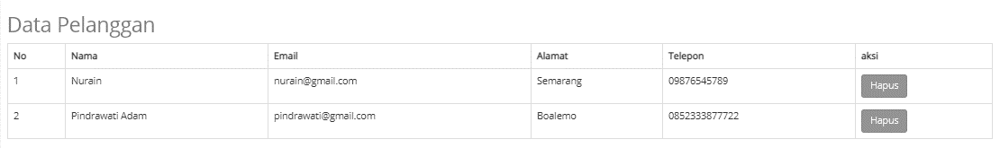 Data Pelanggan
No Nama Email Alamat Telepon aksi
1 Nurain nurain@gmail.com Semarang 09876545789 Hapus
2 Pindrawati Adam pindrawati@gmail.com Boalemo 0852333877722 Hapus